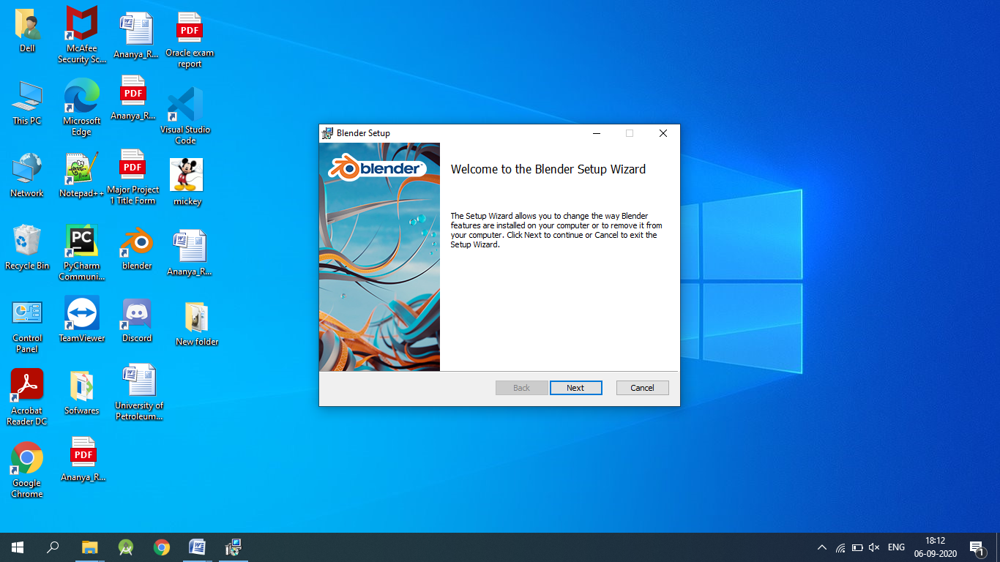 Dell
McAfee
Security Sc...
Ananya_R...
PDF
Oracle exam
report
This PC
Microsoft
Edge
PDF
Ananya_R...
Visual Studio
Code
Network
Notepad++
PDF
Major Project
1 Title Form
mickey
Recycle Bin
PC
PyCharm
Communi...
blender
Ananya_R...
Control
Panel
TeamViewer
Discord
New folder
Acrobat
Reader DC
Sofwares
University of
Petroleum...
Google
Chrome
PDF
Ananya_R...
Blender Setup
blender
Welcome to the Blender Setup Wizard
The Setup Wizard allows you to change the way Blender
features are installed on your computer or to remove it from
your computer. Click Next to continue or Cancel to exit the
Setup Wizard.
Back
Next
Cancel
ENG
18:12
06-09-2020
1